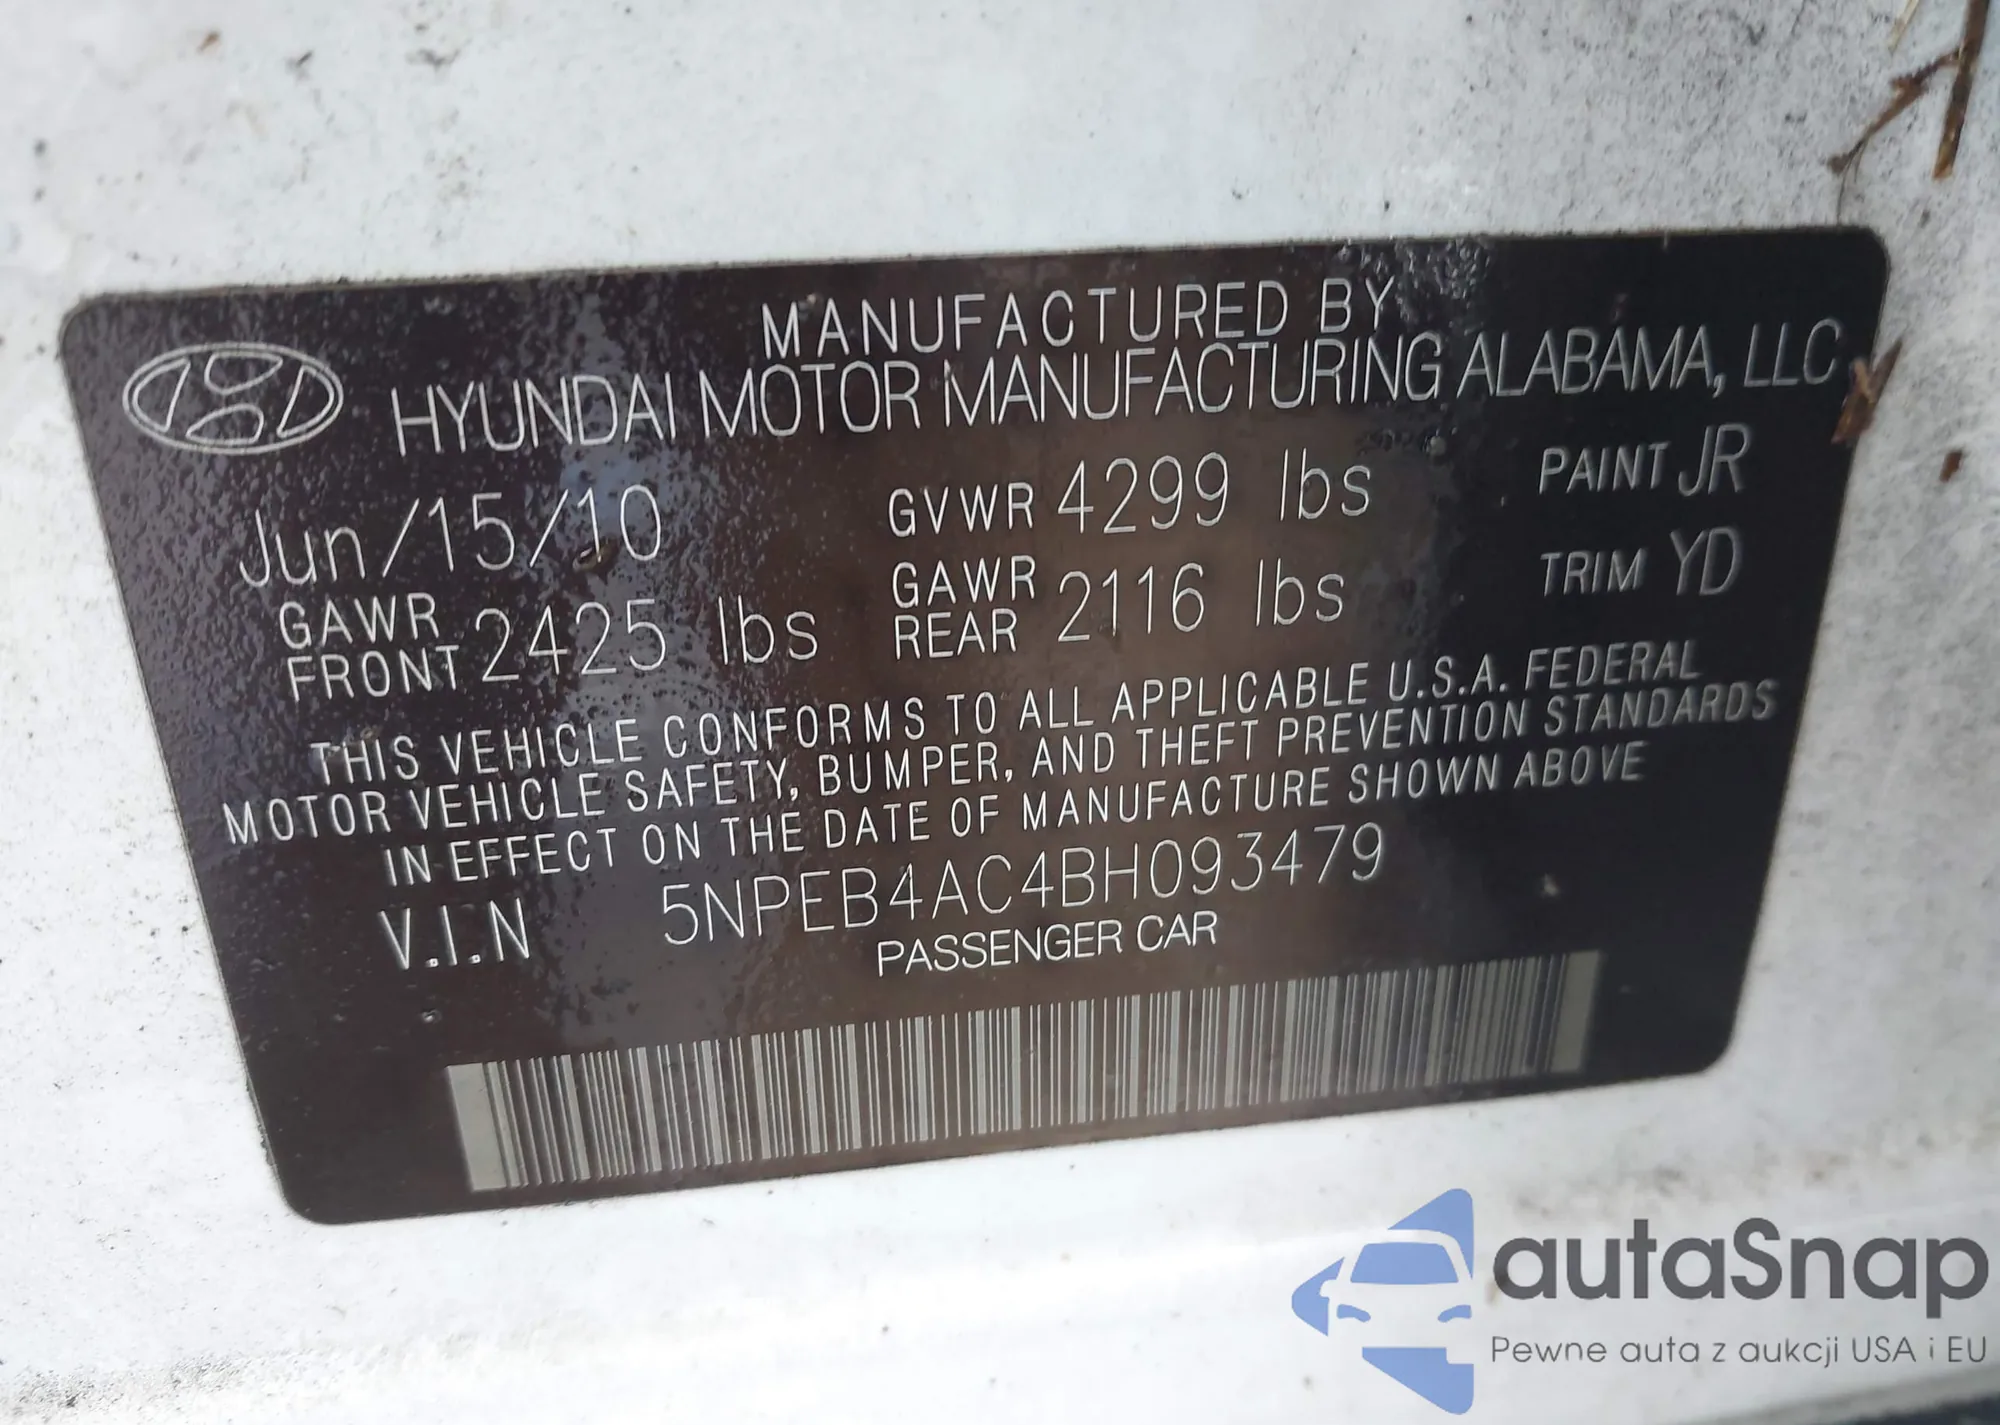 MANUFACTURED BY
HYUNDAI MOTOR MANUFACTURING ALABAMA, LLC
Jun/15/10 GVWR 4299 lbs PAINT JR
GAWR FRONT 2425 lbs GAWR REAR 2116 lbs TRIM YD
THIS VEHICLE CONFORMS TO ALL APPLICABLE U.S.A. FEDERAL
MOTOR VEHICLE SAFETY, BUMPER, AND THEFT PREVENTION STANDARDS
IN EFFECT ON THE DATE OF MANUFACTURE SHOWN ABOVE
V.I.N 5NPEB4AC4BH093479
PASSENGER CAR
autaSnap
Pewne auta z aukcji USA i EU